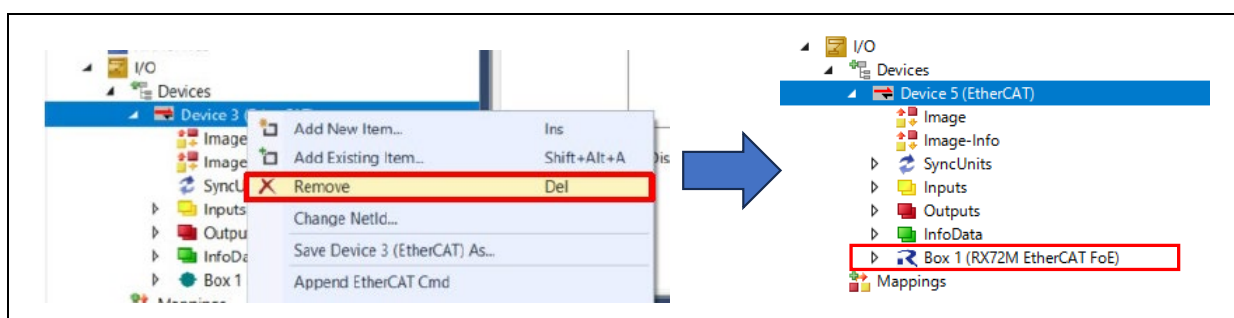 I/O
Devices
Device 3
Image
Image
SyncU
Inputs
Outpu
InfoDa
Box 1
Add New Item... Ins
Add Existing Item... Shift+Alt+A
Remove Del
Change NetId...
Save Device 3 (EtherCAT) As...
Append EtherCAT Cmd
I/O
Devices
Device 5 (EtherCAT)
Image
Image-Info
SyncUnits
Inputs
Outputs
InfoData
Box 1 (RX72M EtherCAT FoE)
Mappings